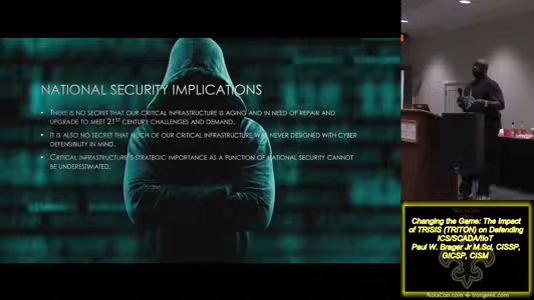 NATIONAL SECURITY IMPLICATIONS
• THERE IS NO SECRET THAT OUR CRITICAL INFRASTRUCTURE IS AGING AND IN NEED OF REPAIR AND
UPGRADE TO MEET 21ST CENTURY CHALLENGES AND DEMAND.
• IT IS ALSO NO SECRET THAT MUCH OF OUR CRITICAL INFRASTRUCTURE WAS NEVER DESIGNED WITH CYBER
DEFENSIBILITY IN MIND.
• CRITICAL INFRASTRUCTURE'S STRATEGIC IMPORTANCE AS A FUNCTION OF NATIONAL SECURITY CANNOT
BE UNDERESTIMATED.
Changing the Game: The Impact
of TRISIS (TRITON) on Defending
ICS/SCADA/IIoT
Paul W. Brager Jr M.Sci, CISSP,
GICSP, CISM
NolaCon.com Irongeek.com